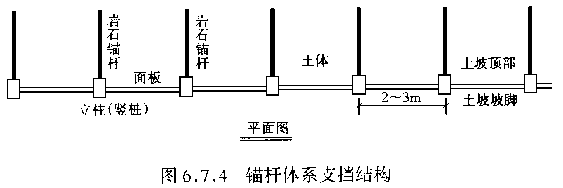 岩石锚杆
岩石锚杆
土体
土坡顶部
面板
立柱(竖柱)
2～3m
土坡坡脚
平面图
图 6.7.4 锚杆体系支挡结构